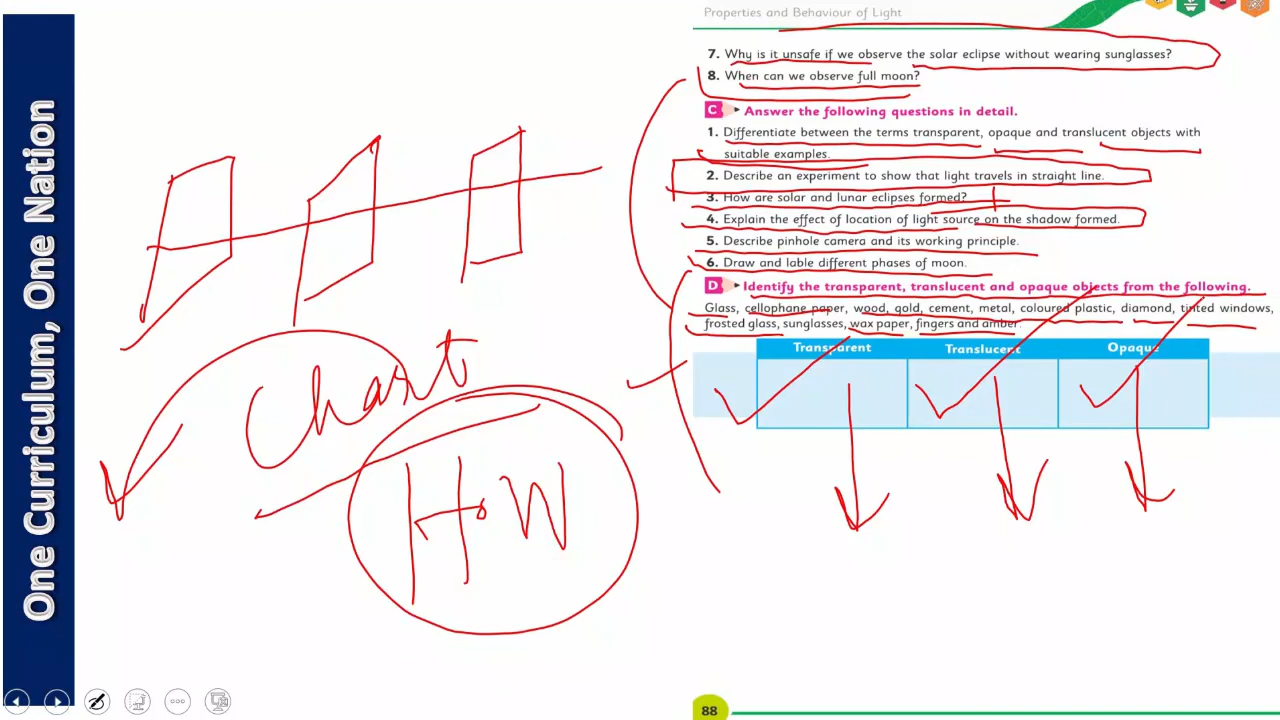 One Curriculum, One Nation
Chart
H.W
Properties and Behaviour of Light
7. Why is it unsafe if we observe the solar eclipse without wearing sunglasses?
8. When can we observe full moon?
C Answer the following questions in detail.
1. Differentiate between the terms transparent, opaque and translucent objects with
suitable examples.
2. Describe an experiment to show that light travels in straight line.
3. How are solar and lunar eclipses formed?
4. Explain the effect of location of light source on the shadow formed.
5. Describe pinhole camera and its working principle.
6. Draw and lable different phases of moon.
D Identify the transparent, translucent and opaque objects from the following.
Glass, cellophane paper, wood, gold, cement, metal, coloured plastic, diamond, tinted windows,
frosted glass, sunglasses, wax paper, fingers and amber.
Transparent Translucent Opaque
88